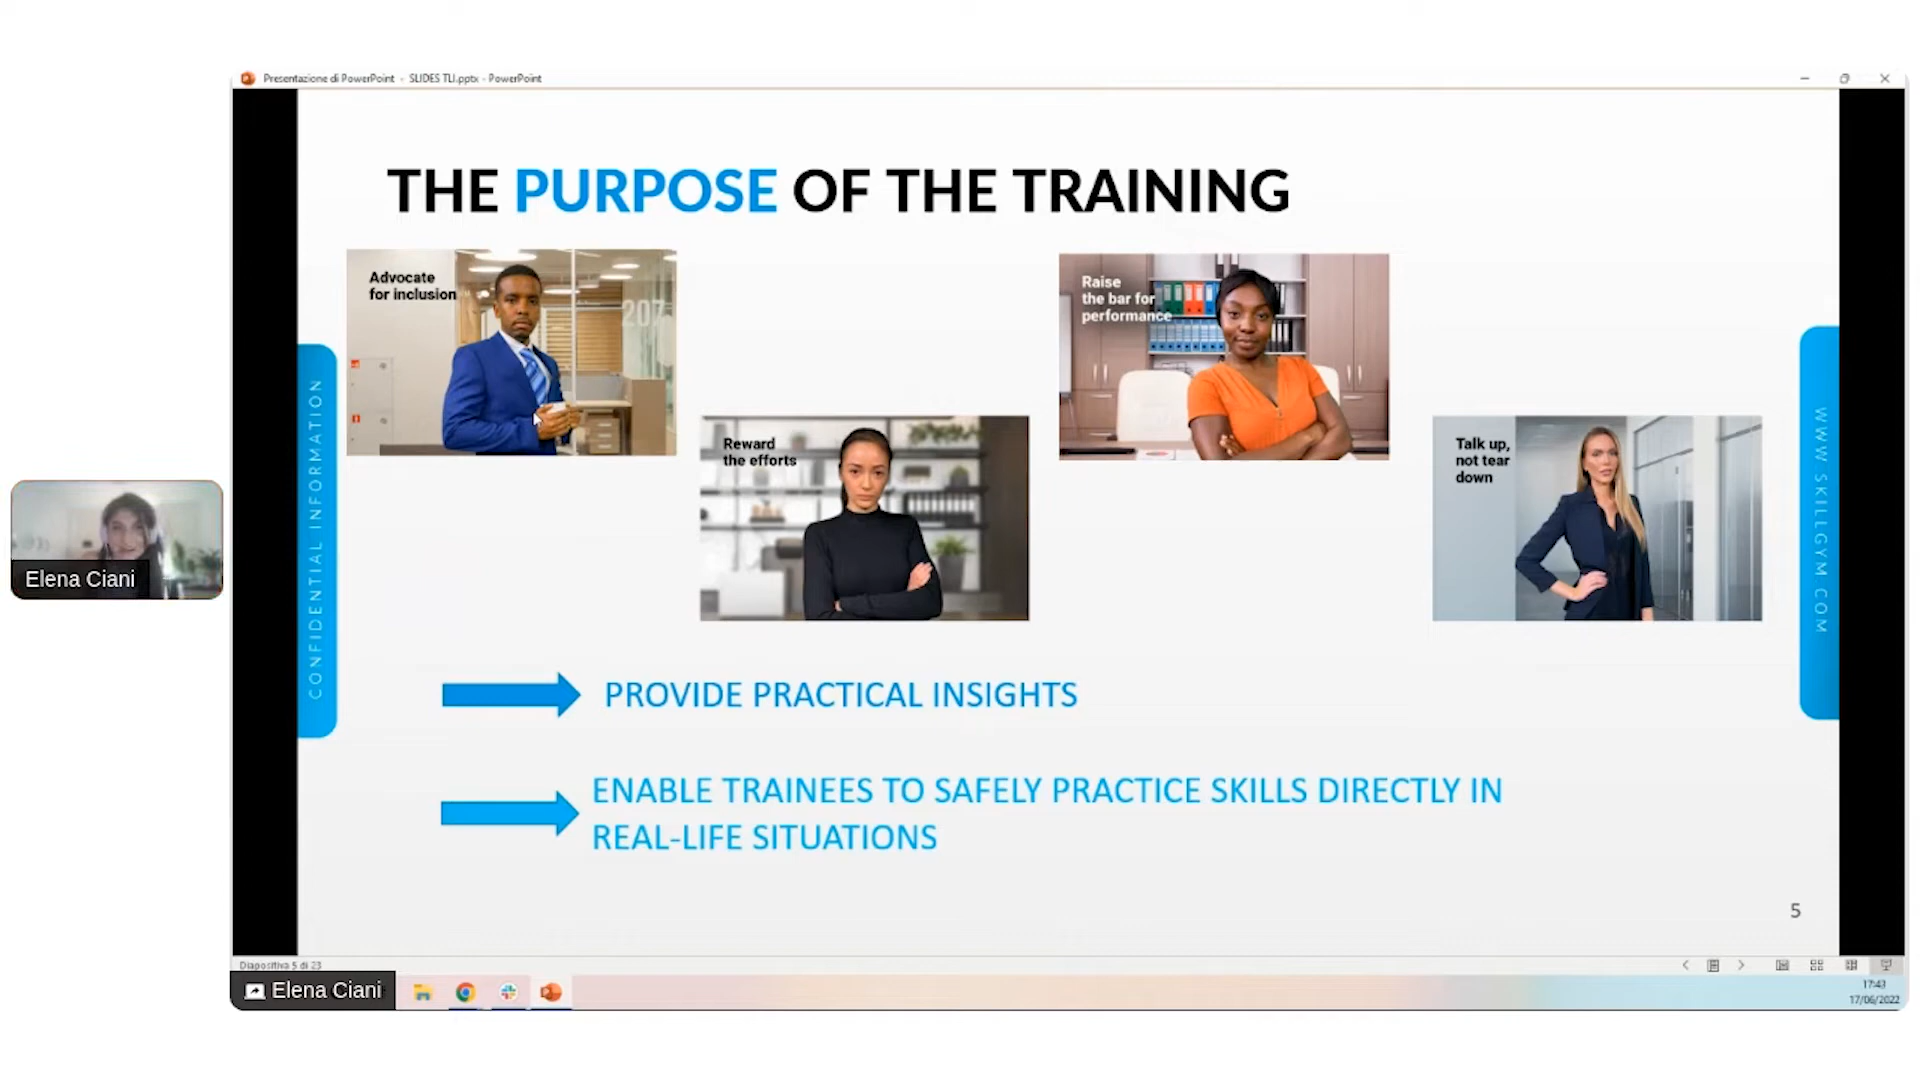 Presentazione di PowerPoint - SLIDES TLI.pptx - PowerPoint
THE PURPOSE OF THE TRAINING
Advocate
for inclusion
207
Raise
the bar for
performance
Reward
the efforts
Talk up,
not tear
down
CONFIDENTIAL INFORMATION
WWW.SKILLGYM.COM
Elena Ciani
PROVIDE PRACTICAL INSIGHTS
ENABLE TRAINEES TO SAFELY PRACTICE SKILLS DIRECTLY IN
REAL-LIFE SITUATIONS
5
Diapositiva 5 di 23
Elena Ciani
17:43
17/06/2022